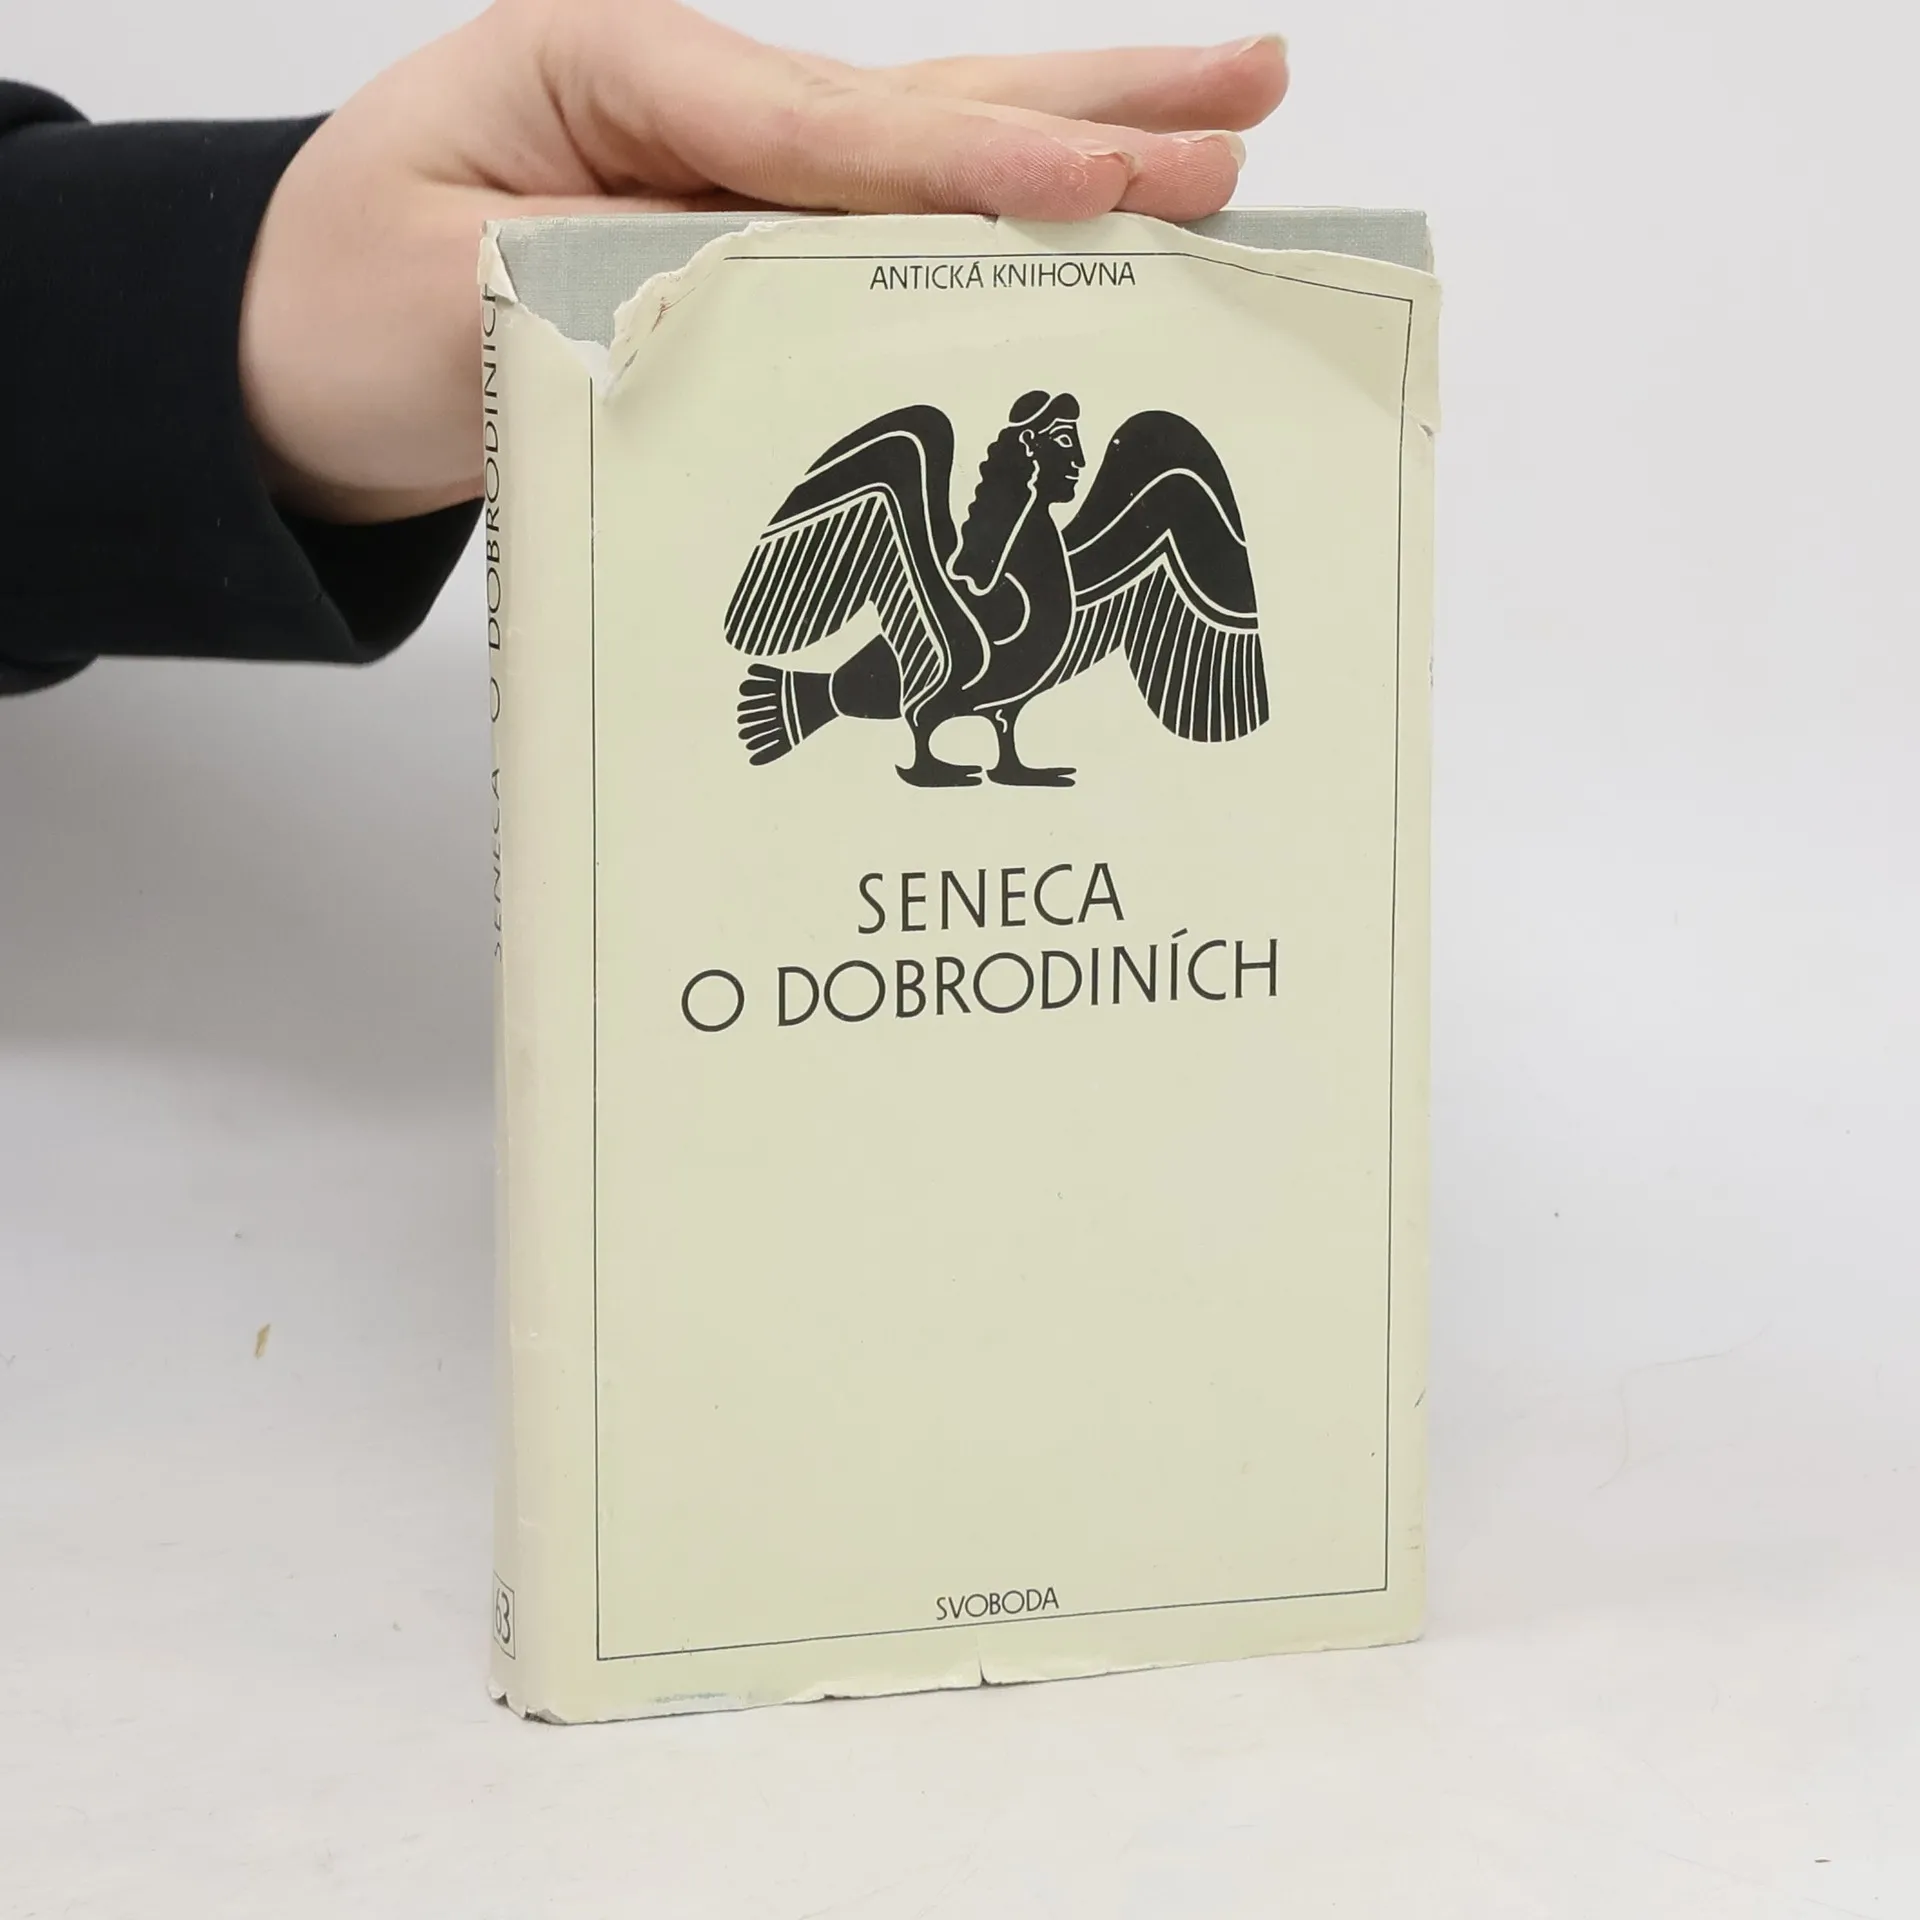 ANTICKÁ KNIHOVNA
SENECA
O DOBRODINÍCH
SVOBODA
SENECA - O DOBRODINÍCH
63